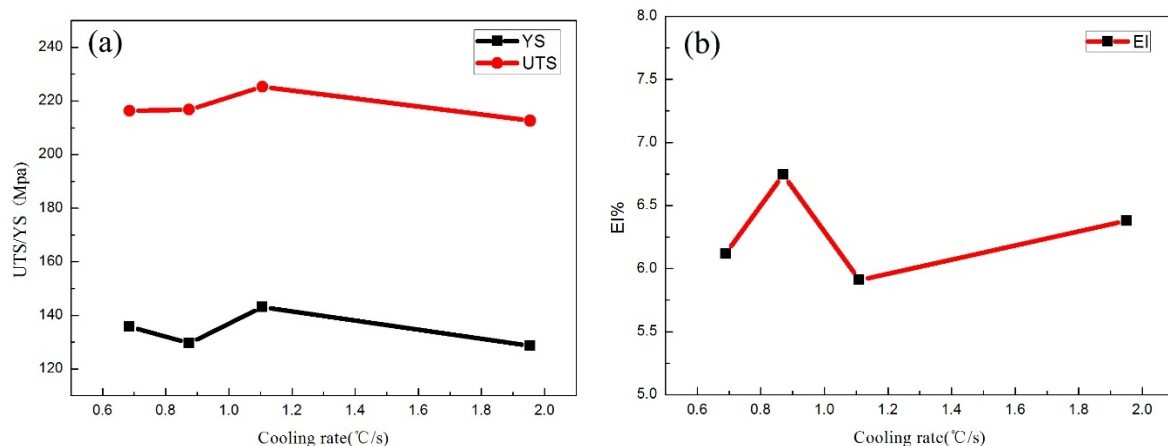 (a)
YS
UTS
240
220
200
180
160
140
120
UTS/YS (Mpa)
0.6 0.8 1.0 1.2 1.4 1.6 1.8 2.0
Cooling rate(℃/s)
(b)
EI
8.0
7.5
7.0
6.5
6.0
5.5
5.0
EI%
0.6 0.8 1.0 1.2 1.4 1.6 1.8 2.0
Cooling rate(℃/s)